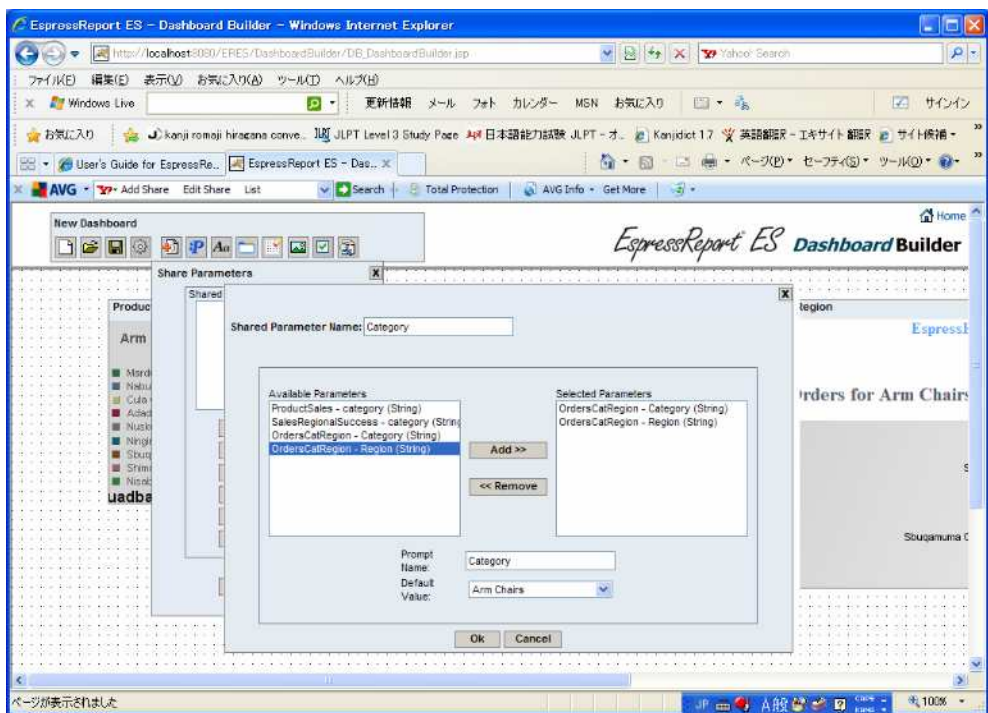 EspressReport ES - Dashboard Builder - Windows Internet Explorer
http://localhost:8080/ERES/DashboardBuilder/DB_DashboardBuilder.jsp
Yahoo! Search
ファイル(F) 編集(E) 表示(V) お気に入り(A) ツール(T) ヘルプ(H)
x Windows Live 更新情報 メール フォト カレンダー MSN お気に入り サインイン
お気に入り kanji romaji hiragana conve... JLPT Level 3 Study Page 日本語能力試験 JLPT - オ... Kanjidict 1.7 英語翻訳 - エキサイト 翻訳 サイト候補
User's Guide for EspressRe... EspressReport ES - Das... x ページ(P) セーフティ(S) ツール(O)
x AVG Add Share Edit Share List Search Total Protection AVG Info Get More
Home
New Dashboard
EspressReport ES Dashboard Builder
Share Parameters x
Shared
x
Produc
Region
Shared Parameter Name: Category
Arm
EspressR
Available Parameters
Selected Parameters
ProductSales - category (String)
SalesRegionalSuccess - category (String
OrdersCatRegion - Category (String)
OrdersCatRegion - Region (String)
OrdersCatRegion - Category (String)
OrdersCatRegion - Region (String)
Orders for Arm Chairs
Add >>
<< Remove
uadba
Sbuqamuma C
Prompt Name:
Category
Default Value:
Arm Chairs
Ok Cancel
ページが表示されました
JP A 般 CAPS KANA 100%